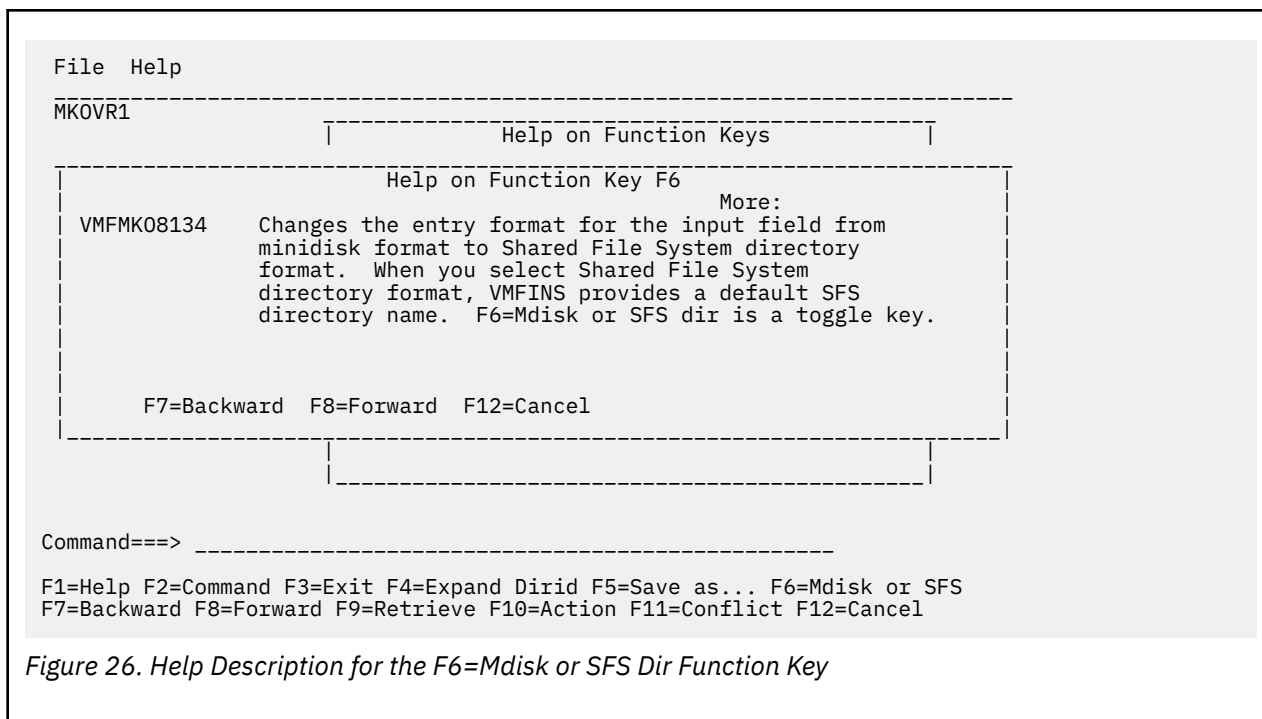 File  Help
MKOVR1
Help on Function Keys
Help on Function Key F6
More:
VMFMKO8134    Changes the entry format for the input field from
minidisk format to Shared File System directory
format.  When you select Shared File System
directory format, VMFINS provides a default SFS
directory name.  F6=Mdisk or SFS dir is a toggle key.
F7=Backward  F8=Forward  F12=Cancel
Command===> __________________________________________________
F1=Help F2=Command F3=Exit F4=Expand Dirid F5=Save as... F6=Mdisk or SFS
F7=Backward F8=Forward F9=Retrieve F10=Action F11=Conflict F12=Cancel
Figure 26. Help Description for the F6=Mdisk or SFS Dir Function Key